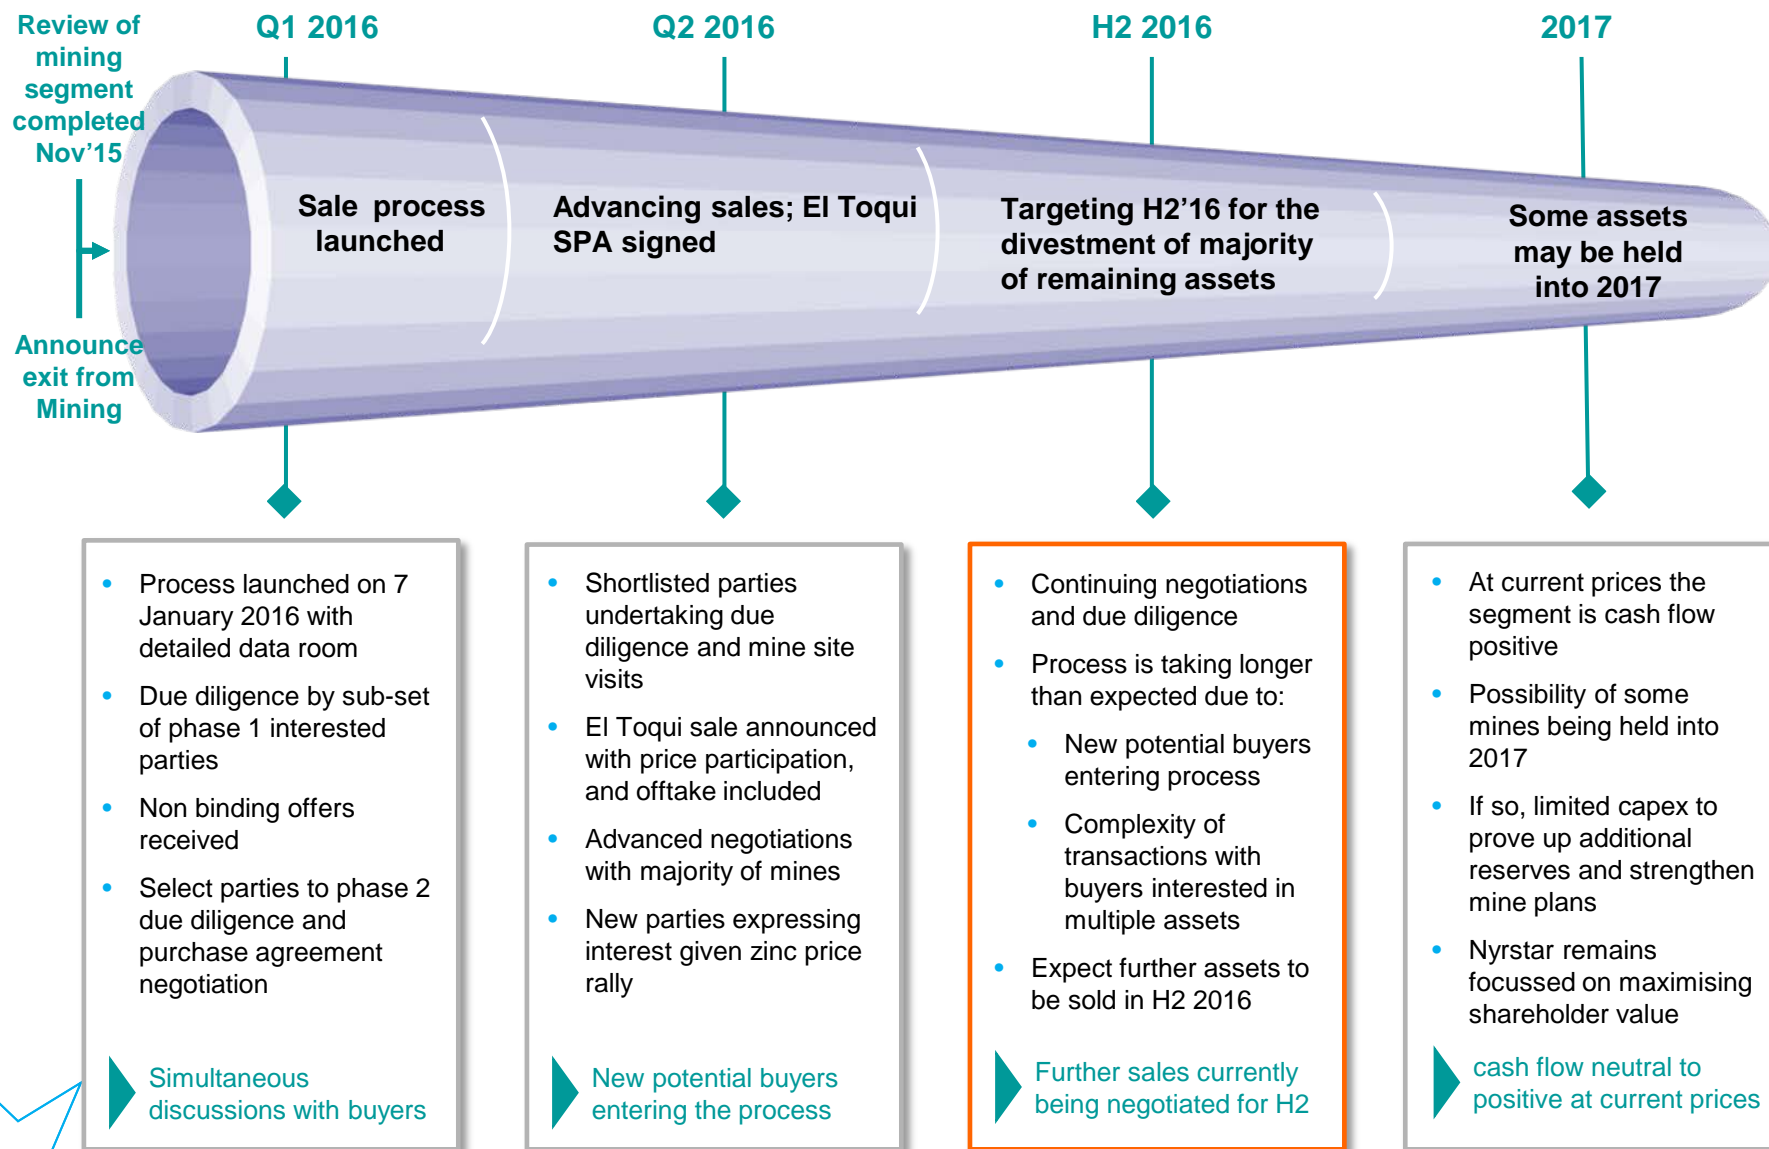 Review of
mining
segment
completed
Nov'15
Announce
exit from
Mining
Q1 2016
Q2 2016
H2 2016
2017
Sale process
launched
Advancing sales; El Toqui
SPA signed
Targeting H2'16 for the
divestment of majority
of remaining assets
Some assets
may be held
into 2017
• Process launched on 7
January 2016 with
detailed data room
• Due diligence by sub-set
of phase 1 interested
parties
• Non binding offers
received
• Select parties to phase 2
due diligence and
purchase agreement
negotiation
Simultaneous
discussions with buyers
• Shortlisted parties
undertaking due
diligence and mine site
visits
• El Toqui sale announced
with price participation,
and offtake included
• Advanced negotiations
with majority of mines
• New parties expressing
interest given zinc price
rally
New potential buyers
entering the process
• Continuing negotiations
and due diligence
• Process is taking longer
than expected due to:
• New potential buyers
entering process
• Complexity of
transactions with
buyers interested in
multiple assets
• Expect further assets to
be sold in H2 2016
Further sales currently
being negotiated for H2
• At current prices the
segment is cash flow
positive
• Possibility of some
mines being held into
2017
• If so, limited capex to
prove up additional
reserves and strengthen
mine plans
• Nyrstar remains
focussed on maximising
shareholder value
cash flow neutral to
positive at current prices